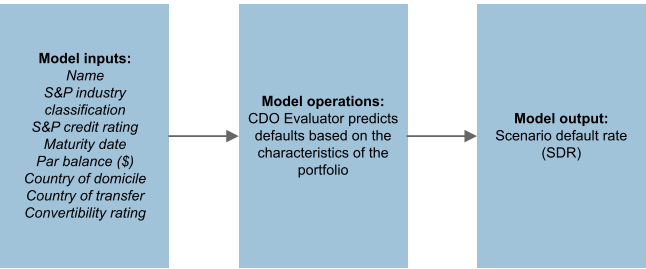 Model inputs:
Name
S&P industry
classification
S&P credit rating
Maturity date
Par balance ($)
Country of domicile
Country of transfer
Convertibility rating
Model operations:
CDO Evaluator predicts
defaults based on the
characteristics of the
portfolio
Model output:
Scenario default rate
(SDR)